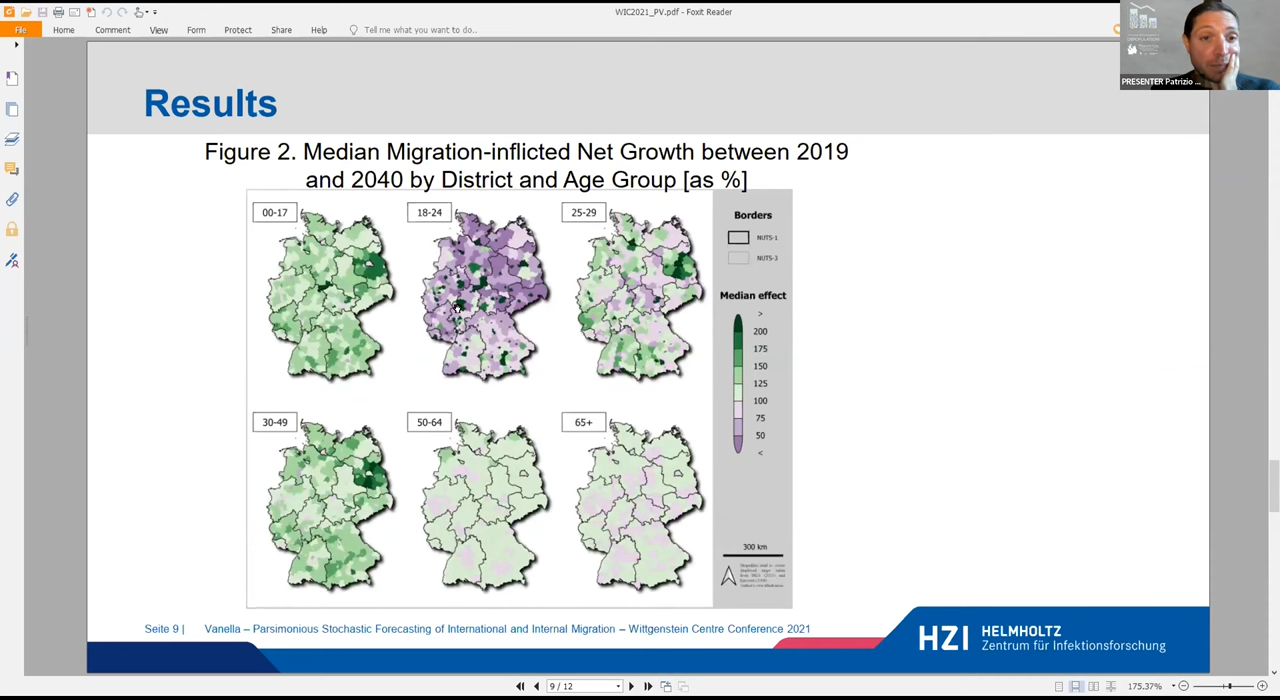 WIC2021_PV.pdf - Foxit Reader
File Home Comment View Form Protect Share Help Tell me what you want to do..
PRESENTER Patrizio ...
Results
Figure 2. Median Migration-inflicted Net Growth between 2019
and 2040 by District and Age Group [as %]
00-17
18-24
25-29
30-49
50-64
65+
Borders
NUTS-1
NUTS-3
Median effect
>
200
175
150
125
100
75
50
<
300 km
Seite 9 | Vanella – Parsimonious Stochastic Forecasting of International and Internal Migration – Wittgenstein Centre Conference 2021
HZI HELMHOLTZ
Zentrum für Infektionsforschung
9 / 12
175.37%